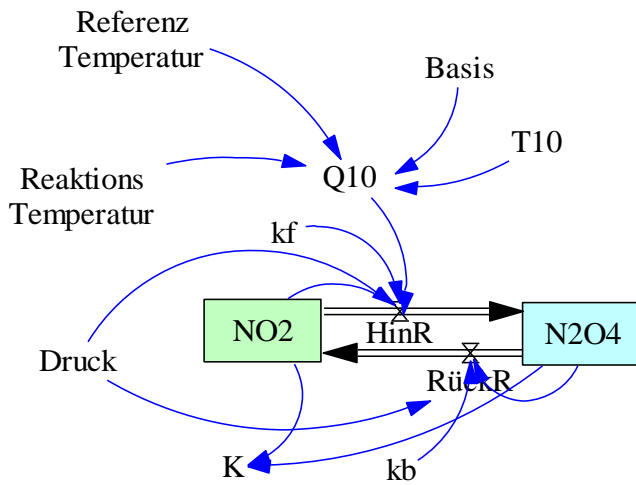 Referenz
Temperatur
Basis
T10
Q10
Reaktions
Temperatur
kf
NO2
HinR
N2O4
Druck
RückR
K
kb